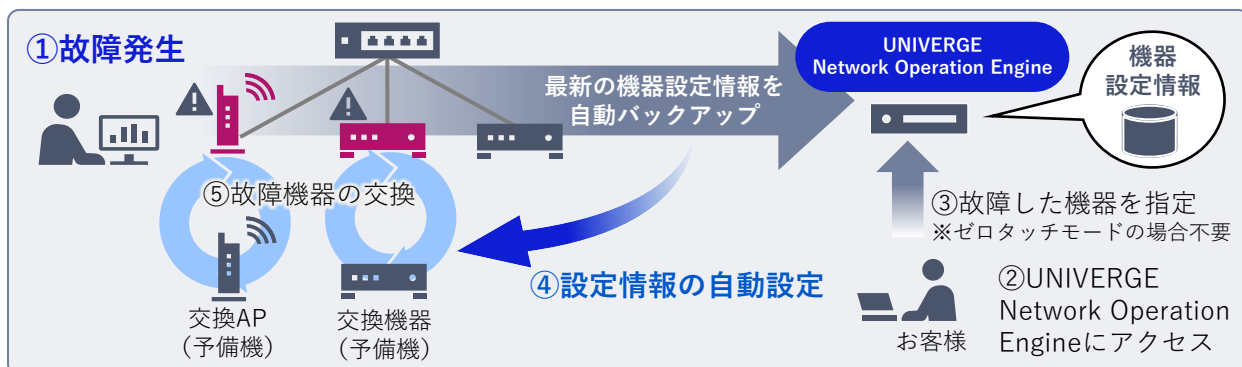 ①故障発生
UNIVERGE
Network Operation Engine
機器
設定情報
最新の機器設定情報を
自動バックアップ
⑤故障機器の交換
③故障した機器を指定
※ゼロタッチモードの場合不要
④設定情報の自動設定
②UNIVERGE
Network Operation
Engineにアクセス
交換AP
(予備機)
交換機器
(予備機)
お客様